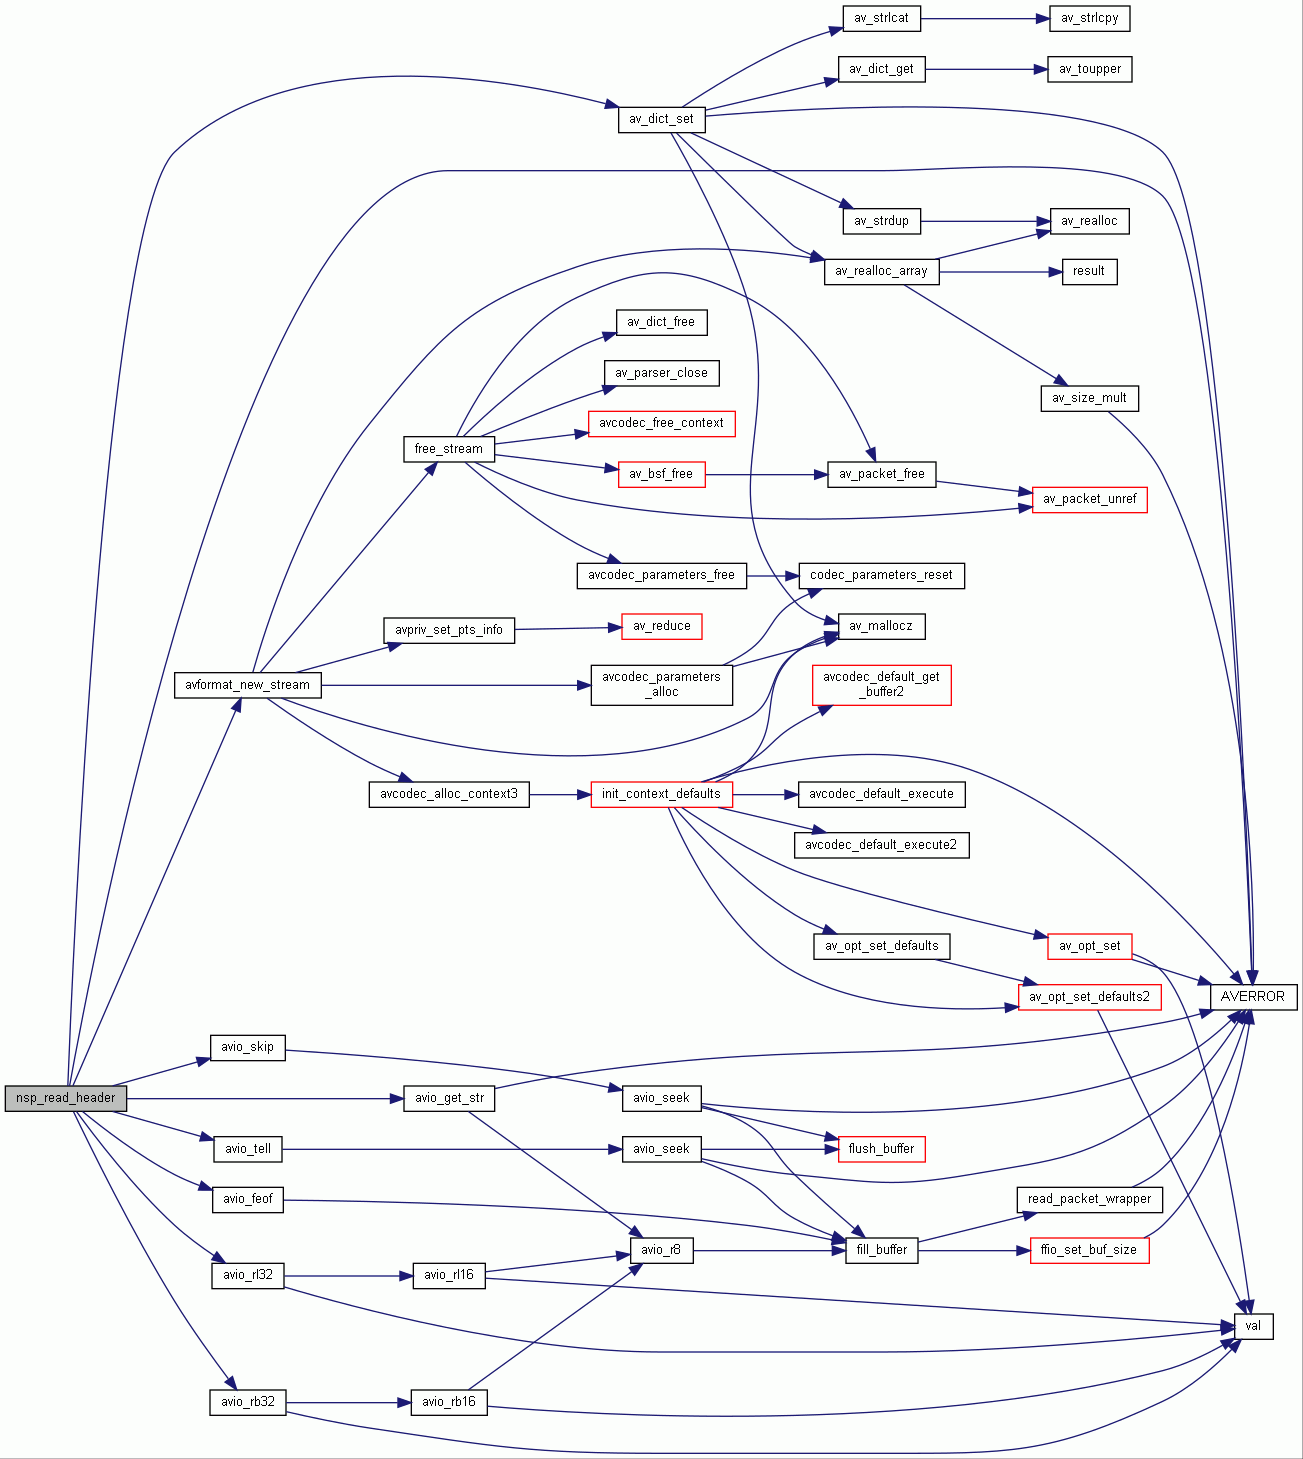 av_strlcat
av_strlcpy
av_dict_get
av_toupper
av_dict_set
av_strdup
av_realloc
av_realloc_array
result
av_dict_free
av_parser_close
av_size_mult
avcodec_free_context
free_stream
av_bsf_free
av_packet_free
av_packet_unref
avcodec_parameters_free
codec_parameters_reset
avpriv_set_pts_info
av_reduce
av_mallocz
avformat_new_stream
avcodec_parameters
_alloc
avcodec_default_get
_buffer2
avcodec_alloc_context3
init_context_defaults
avcodec_default_execute
avcodec_default_execute2
av_opt_set_defaults
av_opt_set
av_opt_set_defaults2
AVERROR
avio_skip
nsp_read_header
avio_get_str
avio_seek
avio_tell
avio_seek
flush_buffer
avio_feof
read_packet_wrapper
avio_r8
fill_buffer
ffio_set_buf_size
avio_rl32
avio_rl16
val
avio_rb32
avio_rb16